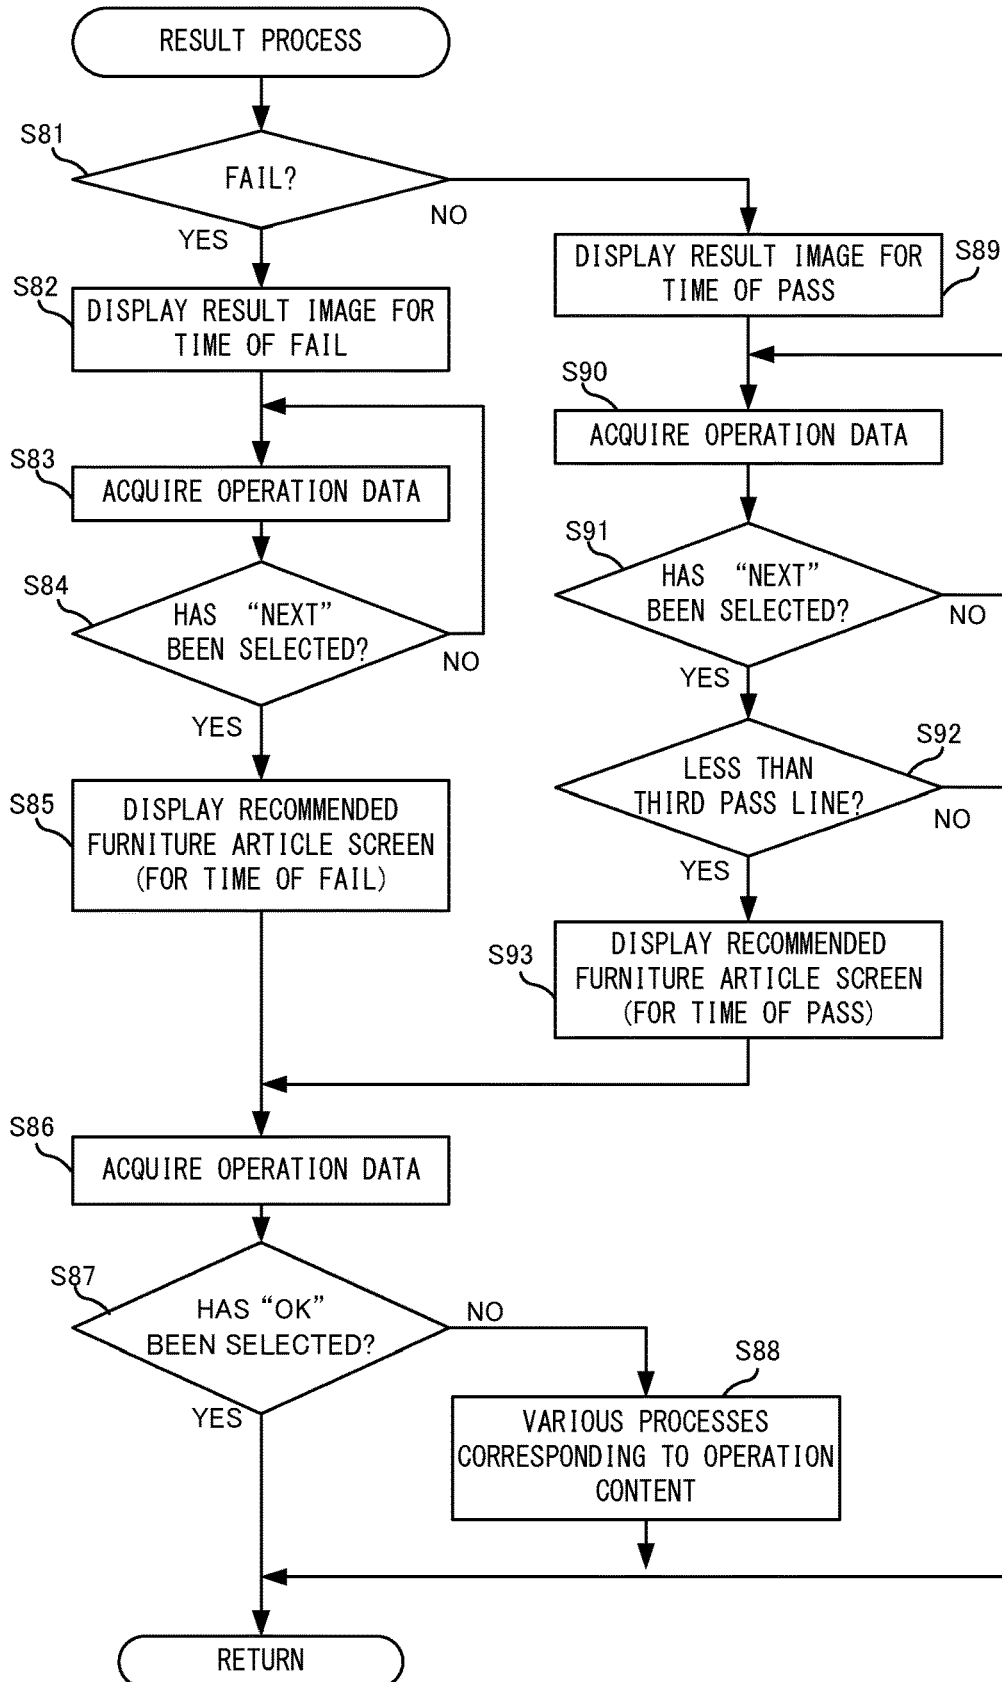 RESULT PROCESS
S81
FAIL?
YES
NO
S82
DISPLAY RESULT IMAGE FOR
TIME OF FAIL
S83
ACQUIRE OPERATION DATA
S84
HAS “NEXT”
BEEN SELECTED?
NO
YES
S85
DISPLAY RECOMMENDED
FURNITURE ARTICLE SCREEN
(FOR TIME OF FAIL)
S89
DISPLAY RESULT IMAGE FOR
TIME OF PASS
S90
ACQUIRE OPERATION DATA
S91
HAS “NEXT”
BEEN SELECTED?
NO
YES
S92
LESS THAN
THIRD PASS LINE?
NO
YES
S93
DISPLAY RECOMMENDED
FURNITURE ARTICLE SCREEN
(FOR TIME OF PASS)
S86
ACQUIRE OPERATION DATA
S87
HAS “OK”
BEEN SELECTED?
NO
YES
S88
VARIOUS PROCESSES
CORRESPONDING TO OPERATION
CONTENT
RETURN